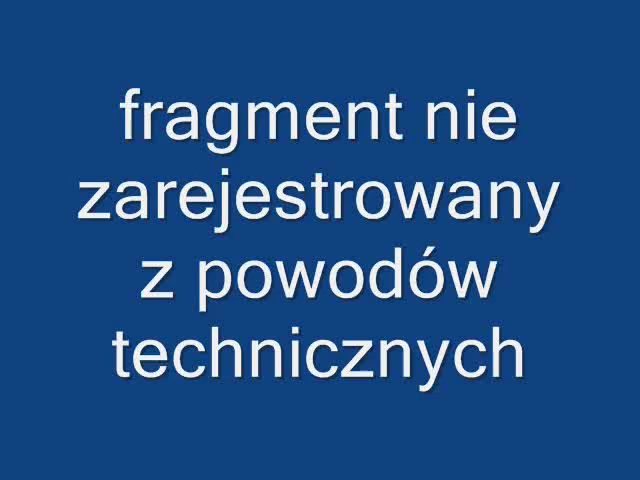 fragment nie
zarejestrowany
z powodów
technicznych